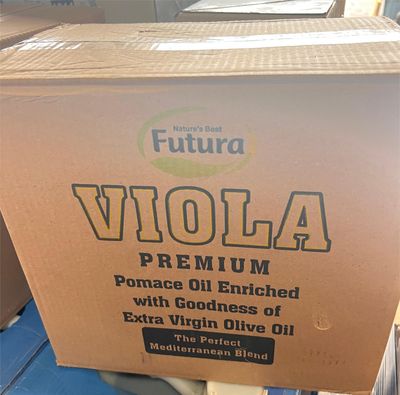 Nature's Best
Futura
VIOLA
PREMIUM
Pomace Oil Enriched
with Goodness of
Extra Virgin Olive Oil
The Perfect
Mediterranean Blend